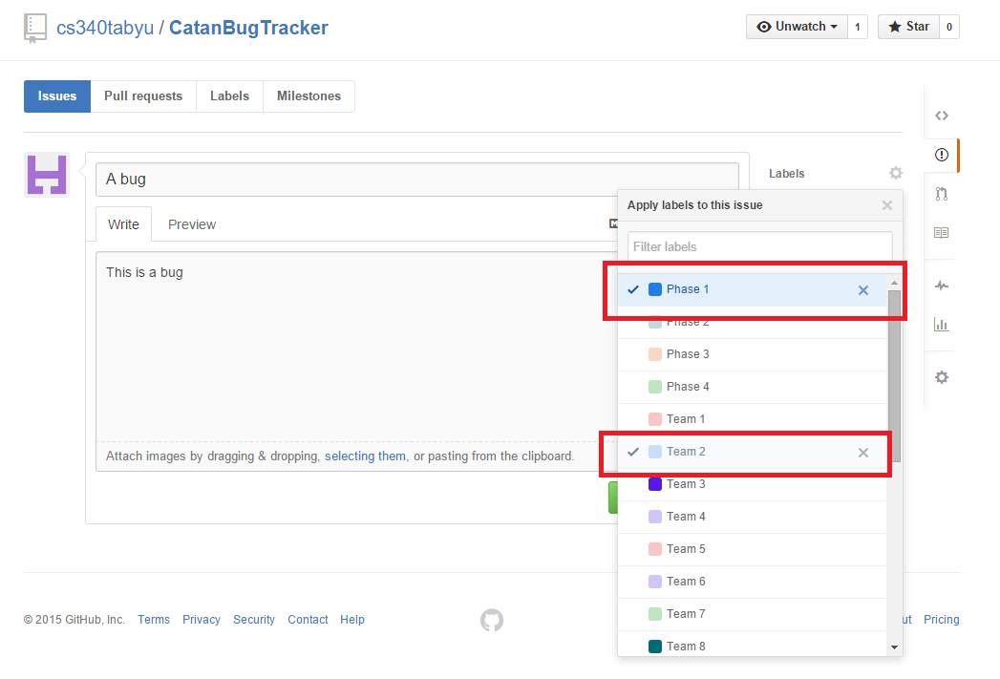 cs340tabyu / CatanBugTracker
Unwatch 1
Star 0
Issues
Pull requests
Labels
Milestones
A bug
Labels
Apply labels to this issue
Write
Preview
Filter labels
This is a bug
Phase 1
Phase 2
Phase 3
Phase 4
Team 1
Team 2
Attach images by dragging & dropping, selecting them, or pasting from the clipboard.
Team 3
Team 4
Team 5
Team 6
Team 7
Team 8
© 2015 GitHub, Inc. Terms Privacy Security Contact Help
ut Pricing